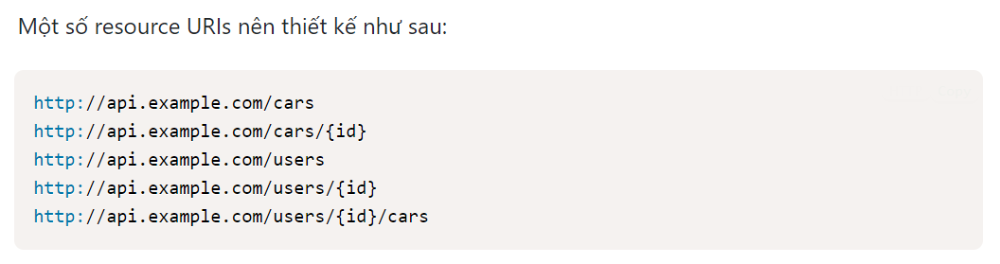 Một số resource URIs nên thiết kế như sau:
http://api.example.com/cars
http://api.example.com/cars/{id}
http://api.example.com/users
http://api.example.com/users/{id}
http://api.example.com/users/{id}/cars